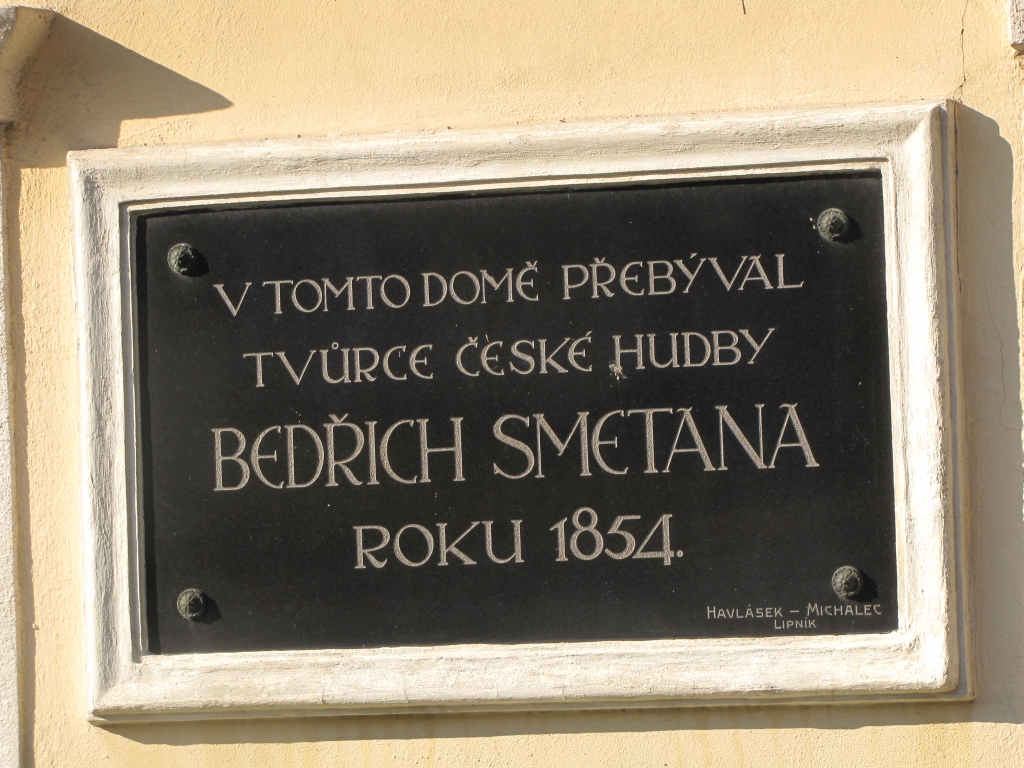 V TOMTO DOMĚ PŘEBÝVAL
TVŮRCE ČESKÉ HUDBY
BEDŘICH SMETANA
ROKU 1854.
HAVLÁSEK – MICHALEC
LIPNÍK